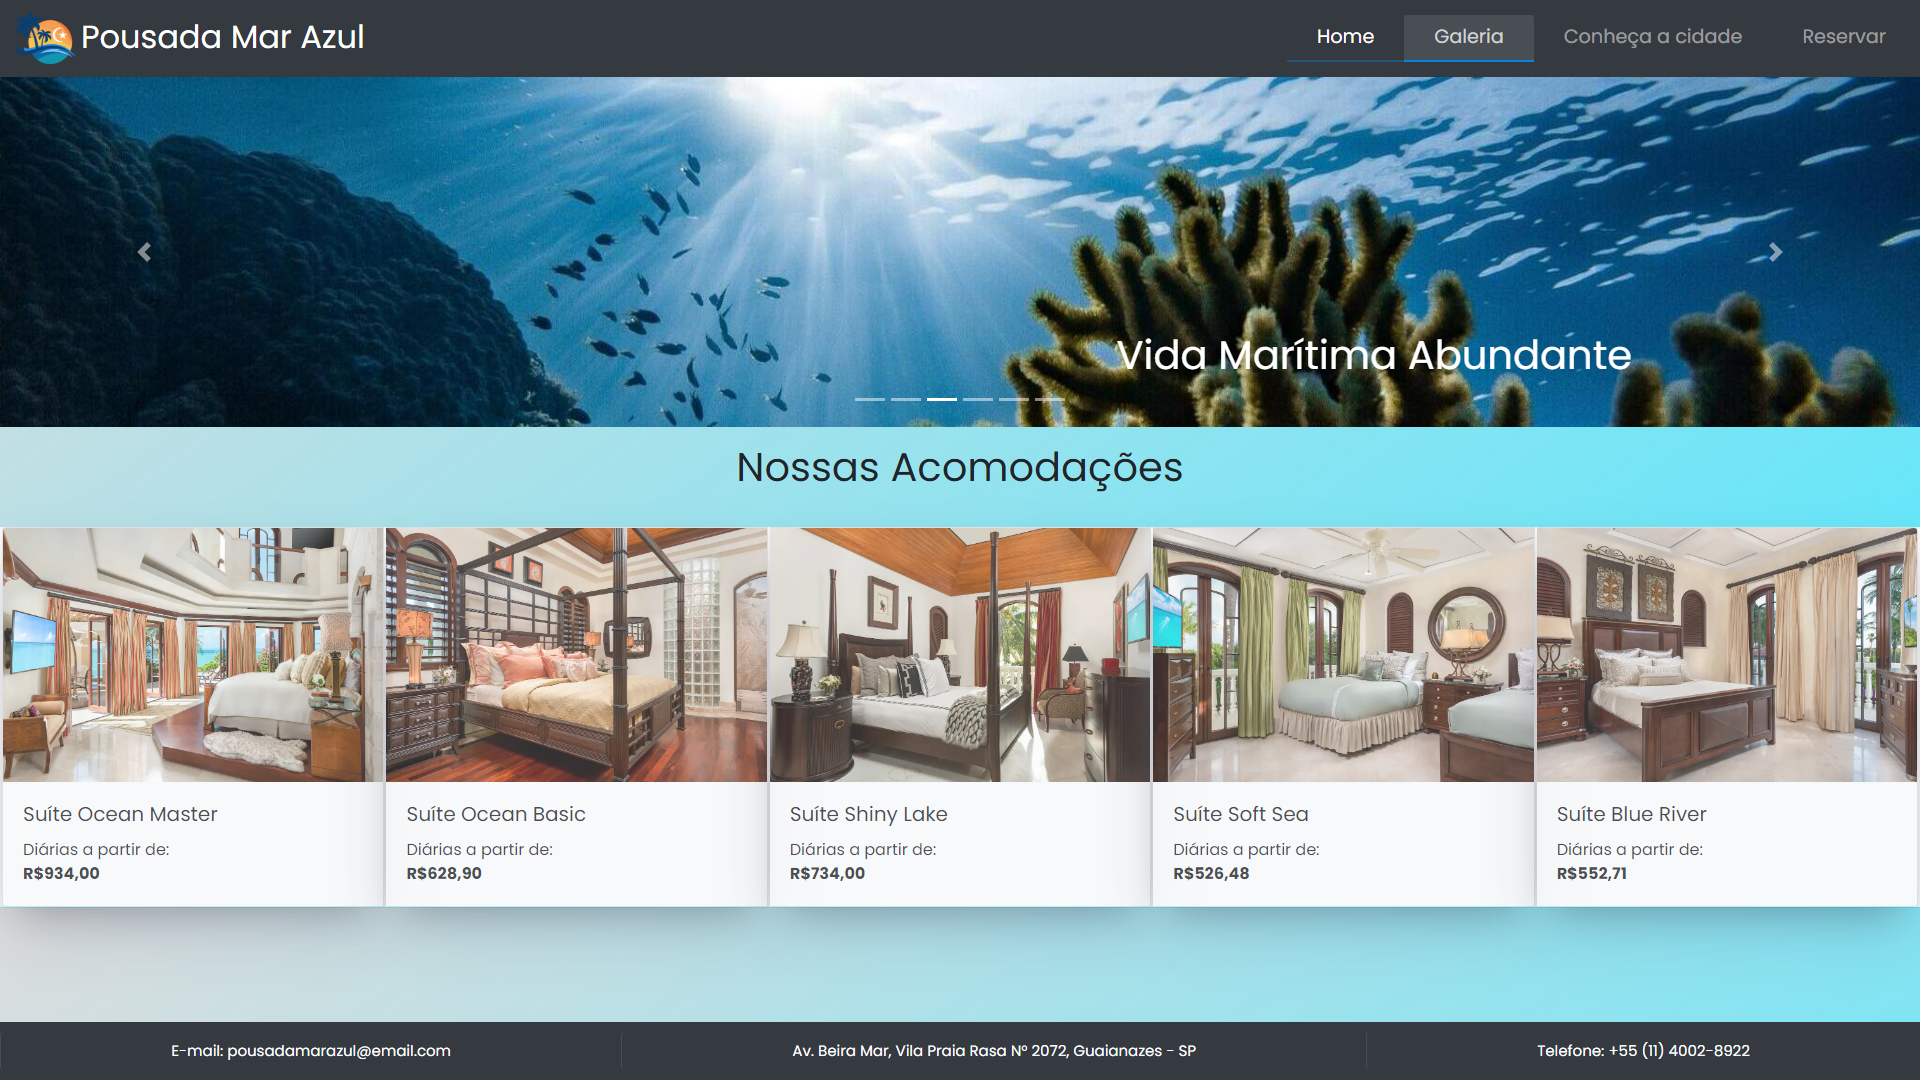 Pousada Mar Azul
Home
Galeria
Conheça a cidade
Reservar
Vida Marítima Abundante
Nossas Acomodações
Suíte Ocean Master
Diárias a partir de:
R$934,00
Suíte Ocean Basic
Diárias a partir de:
R$628,90
Suíte Shiny Lake
Diárias a partir de:
R$734,00
Suíte Soft Sea
Diárias a partir de:
R$526,48
Suíte Blue River
Diárias a partir de:
R$552,71
E-mail: pousadamarazul@email.com
Av. Beira Mar, Vila Praia Rasa Nº 2072, Guaianazes - SP
Telefone: +55 (11) 4002-8922